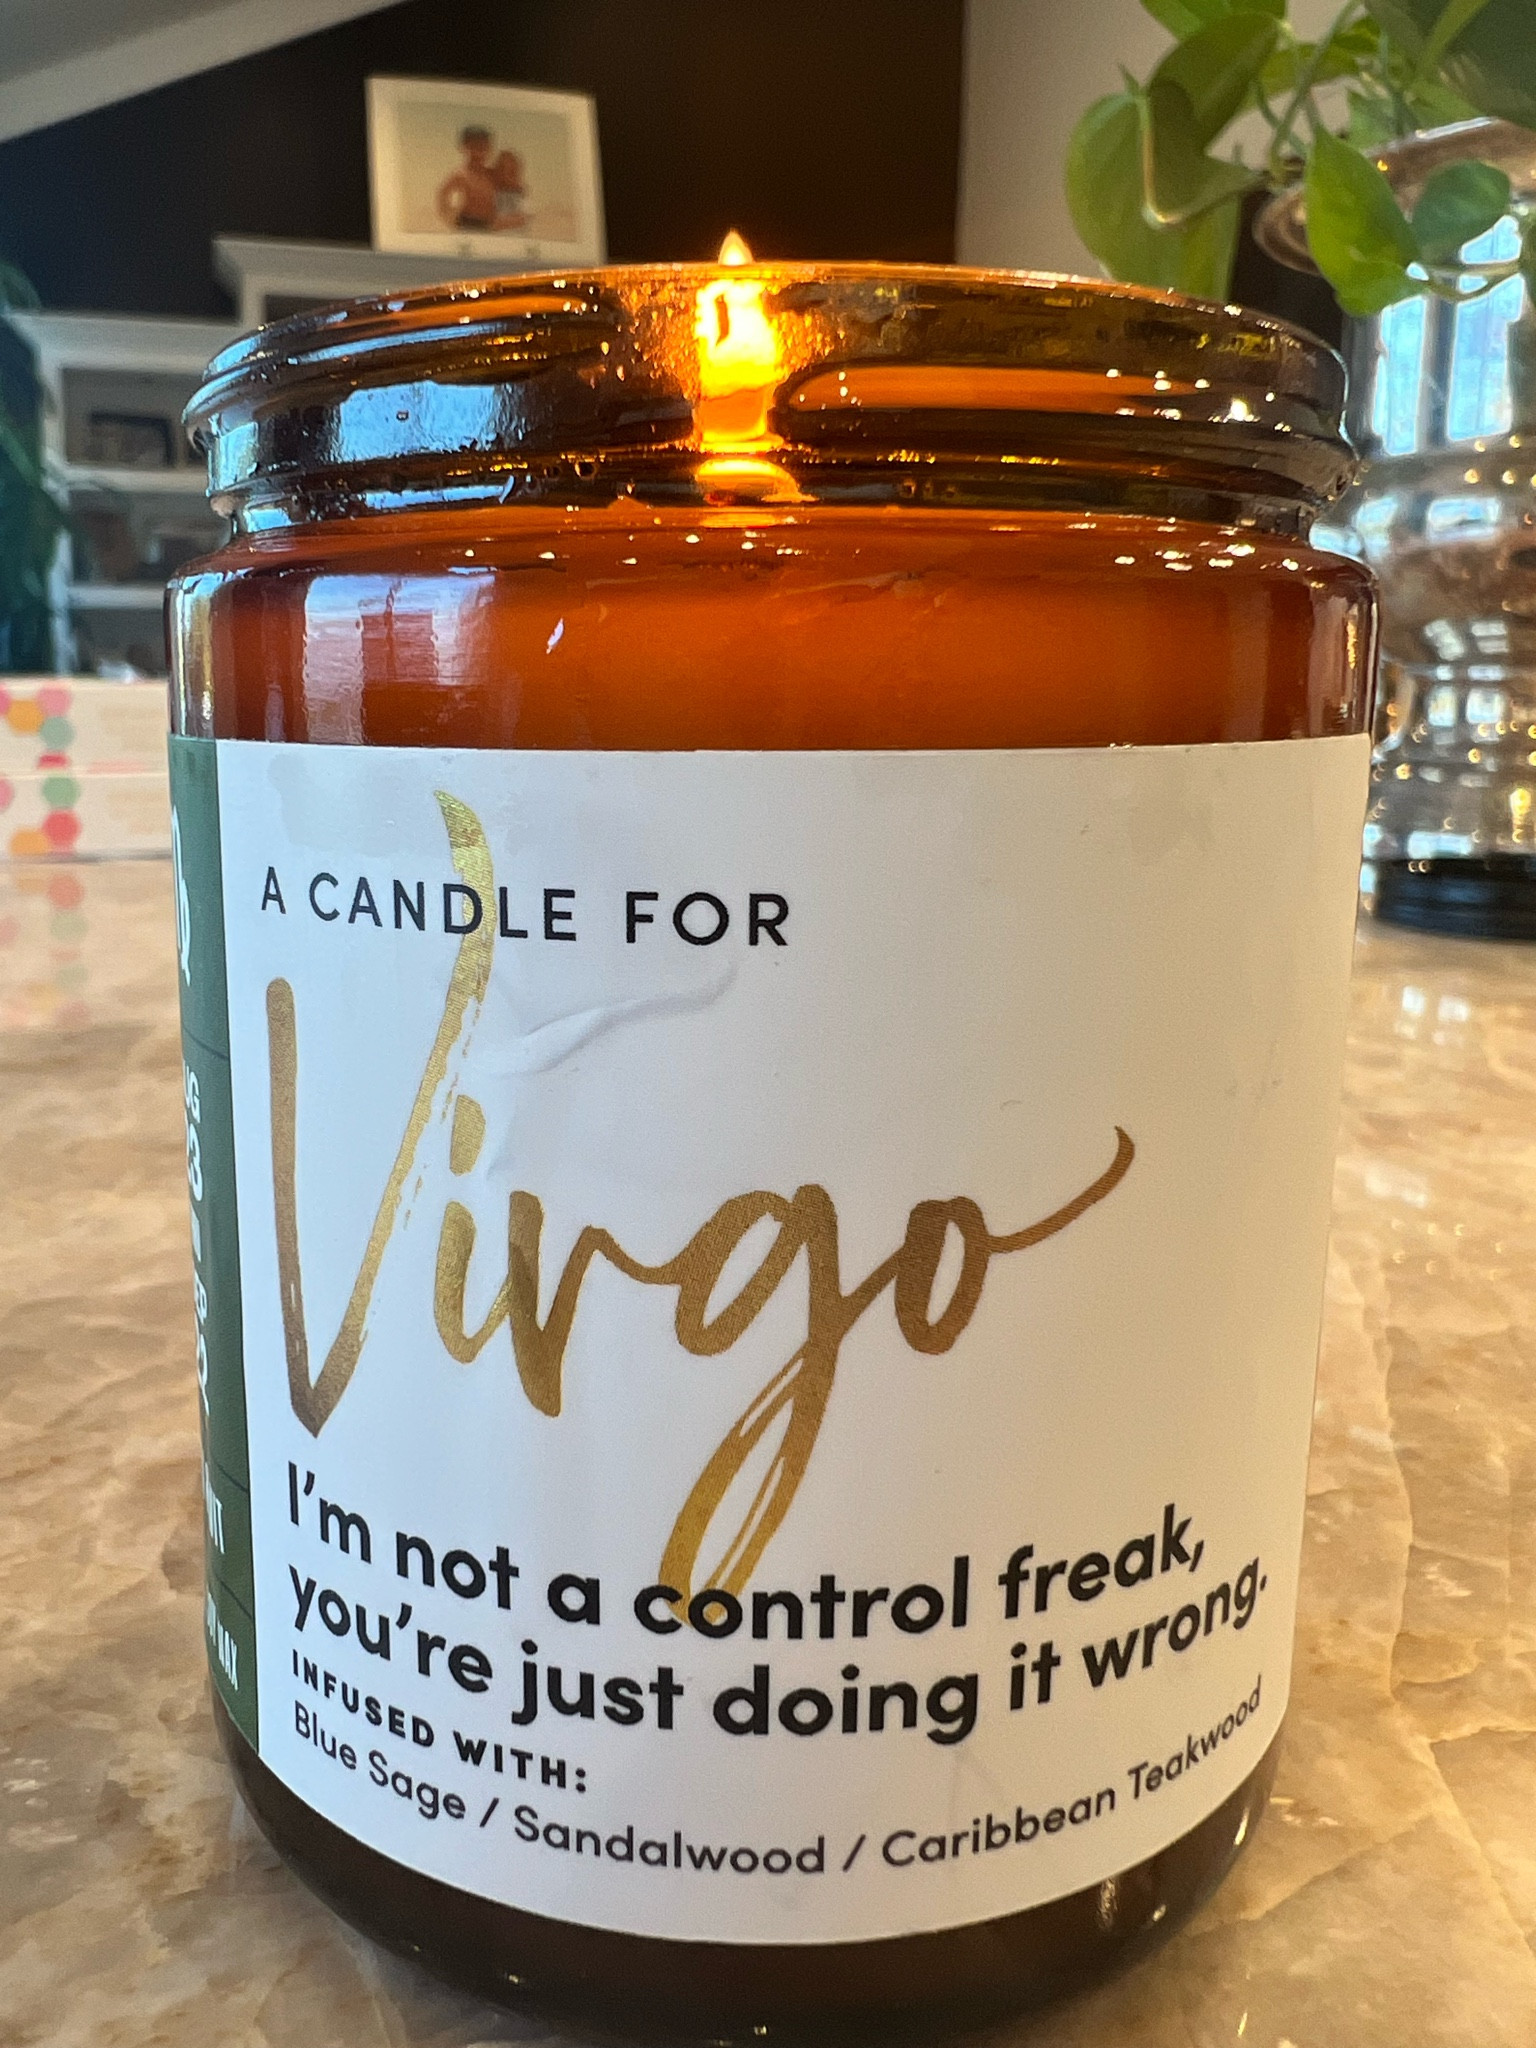 A CANDLE FOR
Virgo
I'm not a control freak,
you're just doing it wrong.
INFUSED WITH:
Blue Sage / Sandalwood / Caribbean Teakwood